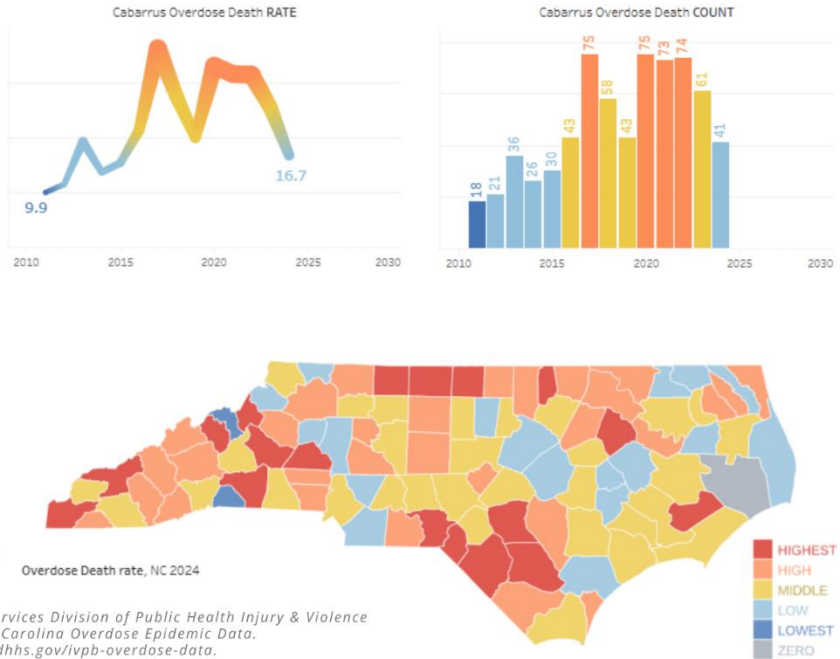 Cabarrus Overdose Death RATE
9.9
16.7
2010 2015 2020 2025 2030
Cabarrus Overdose Death COUNT
18 21 36 26 30 43 75 58 43 75 73 74 61 41
2010 2015 2020 2025 2030
Overdose Death rate, NC 2024
HIGHEST
HIGH
MIDDLE
LOW
LOWEST
ZERO
rvices Division of Public Health Injury & Violence
Carolina Overdose Epidemic Data.
dhhs.gov/ivpb-overdose-data.